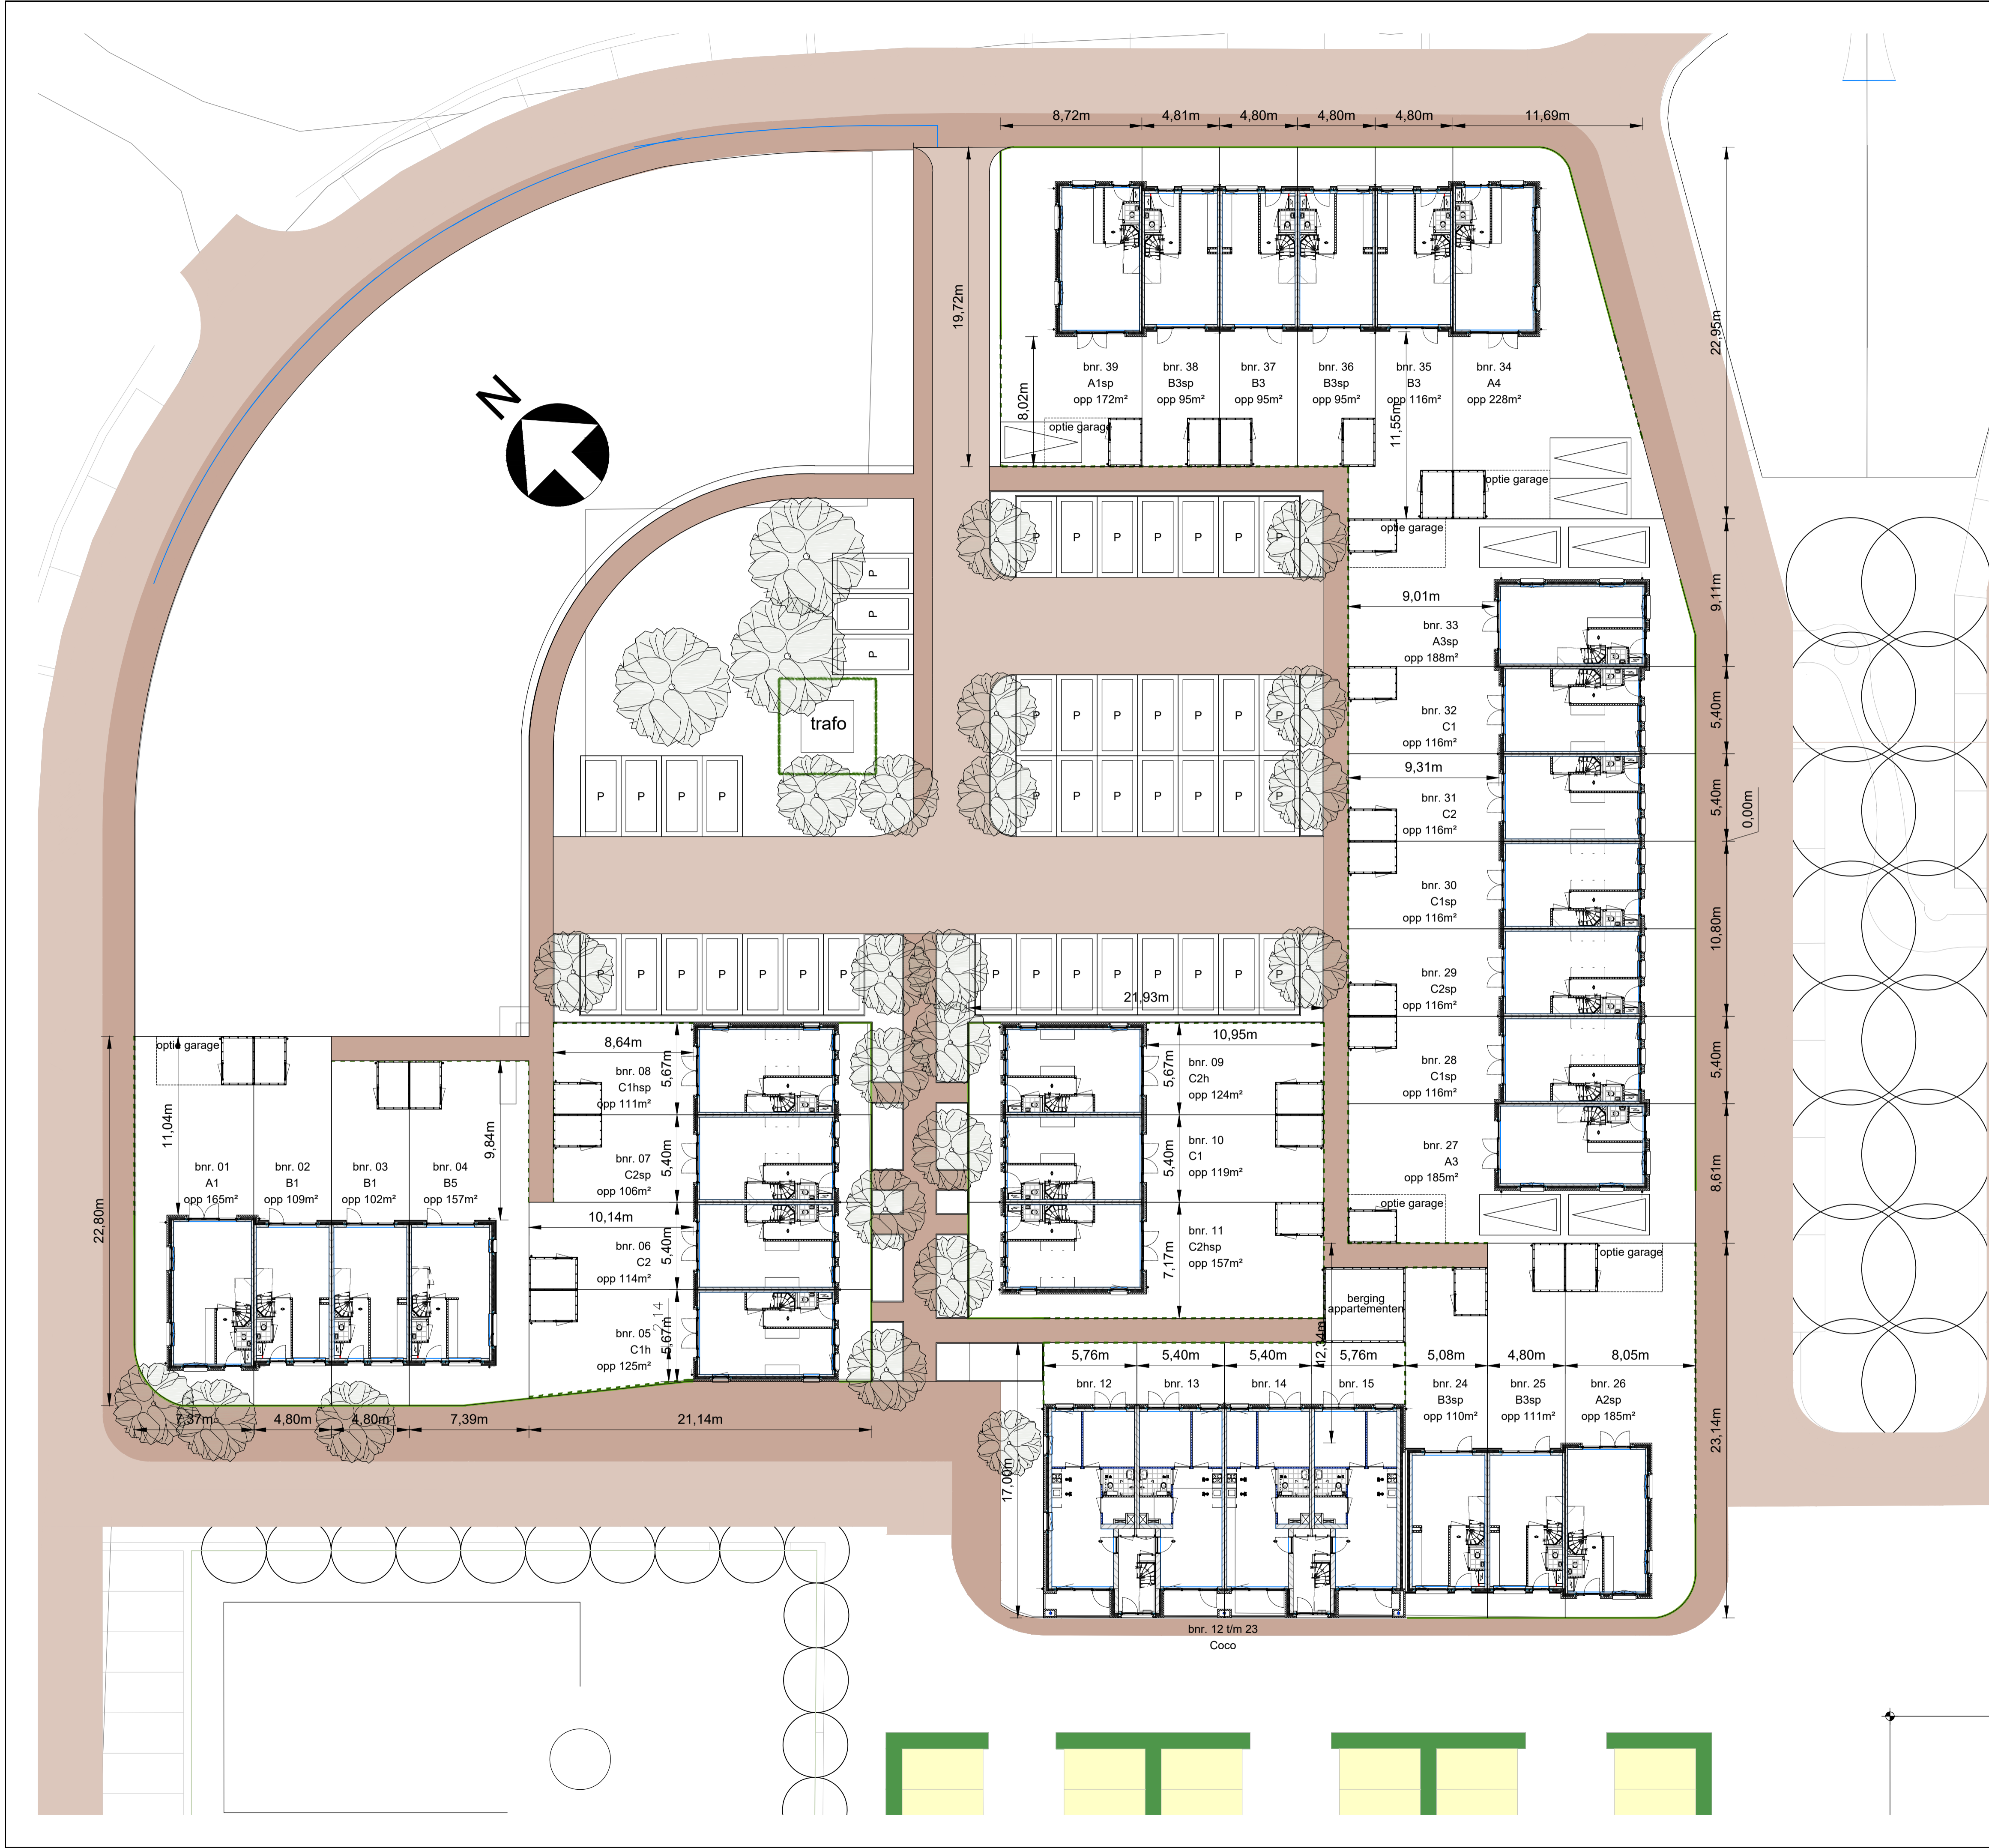 8,72m
4,81m
4,80m
4,80m
4,80m
11,69m
19,72m
22,95m
N
bnr. 39
A1sp
opp 172m²
bnr. 38
B3sp
opp 95m²
bnr. 37
B3
opp 95m²
bnr. 36
B3sp
opp 95m²
bnr. 35
B3
opp 116m²
bnr. 34
A4
opp 228m²
8,02m
11,55m
optie garage
optie garage
optie garage
P P P P P P P
P
P
P
9,11m
9,01m
bnr. 33
A3sp
opp 188m²
trafo
P P P P P P P
bnr. 32
C1
opp 116m²
5,40m
9,31m
P P P P
P P P P P P P
bnr. 31
C2
opp 116m²
5,40m
0,00m
bnr. 30
C1sp
opp 116m²
10,80m
P P P P P P P
P P P P P P P P
21,93m
bnr. 29
C2sp
opp 116m²
optie garage
11,04m
9,84m
8,64m
5,67m
bnr. 08
C1hsp
opp 111m²
10,95m
5,67m
bnr. 09
C2h
opp 124m²
bnr. 28
C1sp
opp 116m²
5,40m
22,80m
bnr. 01
A1
opp 165m²
bnr. 02
B1
opp 109m²
bnr. 03
B1
opp 102m²
bnr. 04
B5
opp 157m²
bnr. 07
C2sp
opp 106m²
5,40m
5,40m
bnr. 10
C1
opp 119m²
bnr. 27
A3
opp 185m²
8,61m
optie garage
10,14m
bnr. 06
C2
opp 114m²
5,40m
7,17m
bnr. 11
C2hsp
opp 157m²
optie garage
2,14
bnr. 05
C1h
opp 125m²
5,67m
berging
appartementen
12,34m
7,37m
4,80m
4,80m
7,39m
21,14m
5,76m
5,40m
5,40m
5,76m
5,08m
4,80m
8,05m
bnr. 12
bnr. 13
bnr. 14
bnr. 15
bnr. 24
B3sp
opp 110m²
bnr. 25
B3sp
opp 111m²
bnr. 26
A2sp
opp 185m²
17,00m
23,14m
bnr. 12 t/m 23
Coco